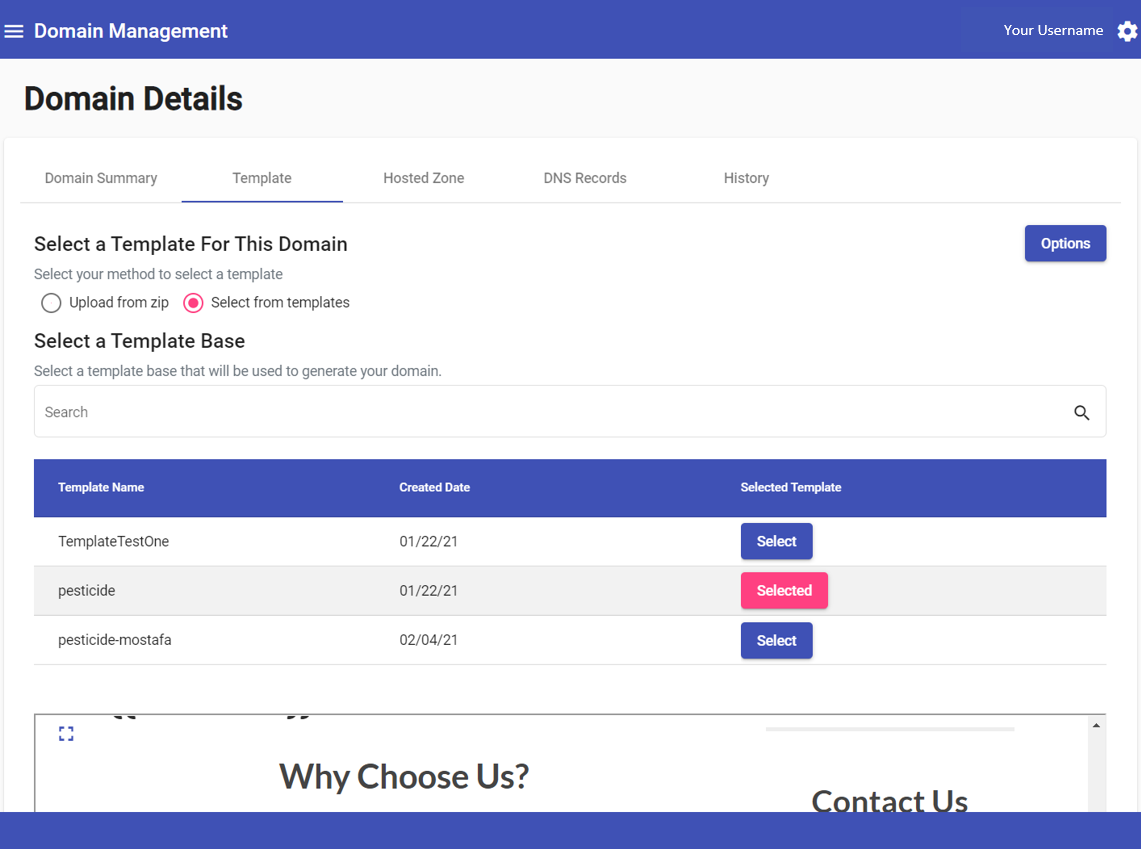 Domain Management
Your Username
Domain Details
Domain Summary
Template
Hosted Zone
DNS Records
History
Select a Template For This Domain
Options
Select your method to select a template
Upload from zip
Select from templates
Select a Template Base
Select a template base that will be used to generate your domain.
Search
Template Name
Created Date
Selected Template
TemplateTestOne
01/22/21
Select
pesticide
01/22/21
Selected
pesticide-mostafa
02/04/21
Select
Why Choose Us?
Contact Us